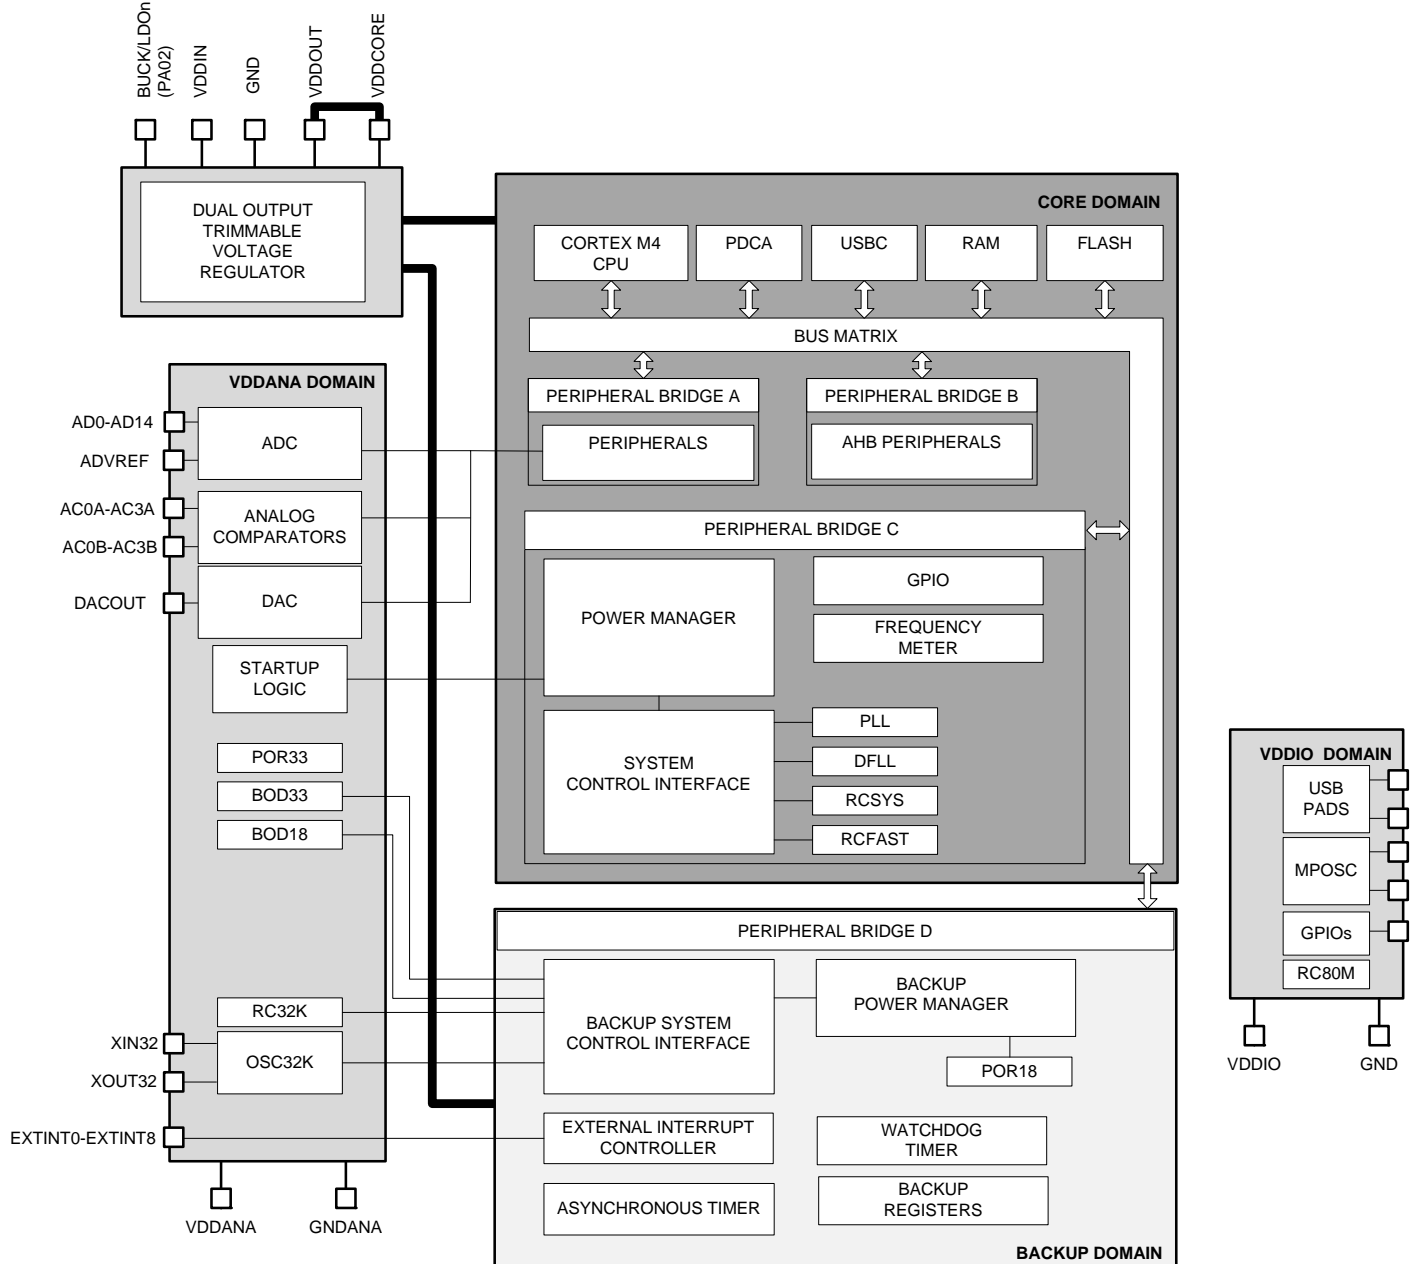 BUCK/LDOn
(PA02)
VDDIN
GND
VDDOUT
VDDCORE
DUAL OUTPUT
TRIMMABLE
VOLTAGE
REGULATOR
CORE DOMAIN
CORTEX M4
CPU
PDCA
USBC
RAM
FLASH
BUS MATRIX
PERIPHERAL BRIDGE A
PERIPHERALS
PERIPHERAL BRIDGE B
AHB PERIPHERALS
PERIPHERAL BRIDGE C
POWER MANAGER
GPIO
FREQUENCY
METER
SYSTEM
CONTROL INTERFACE
PLL
DFLL
RCSYS
RCFAST
VDDANA DOMAIN
AD0-AD14
ADVREF
ADC
AC0A-AC3A
AC0B-AC3B
ANALOG
COMPARATORS
DACOUT
DAC
STARTUP
LOGIC
POR33
BOD33
BOD18
RC32K
XIN32
XOUT32
OSC32K
EXTINT0-EXTINT8
VDDANA
GNDANA
PERIPHERAL BRIDGE D
BACKUP SYSTEM
CONTROL INTERFACE
BACKUP
POWER MANAGER
POR18
EXTERNAL INTERRUPT
CONTROLLER
WATCHDOG
TIMER
ASYNCHRONOUS TIMER
BACKUP
REGISTERS
BACKUP DOMAIN
VDDIO DOMAIN
USB
PADS
MPOSC
GPIOs
RC80M
VDDIO
GND